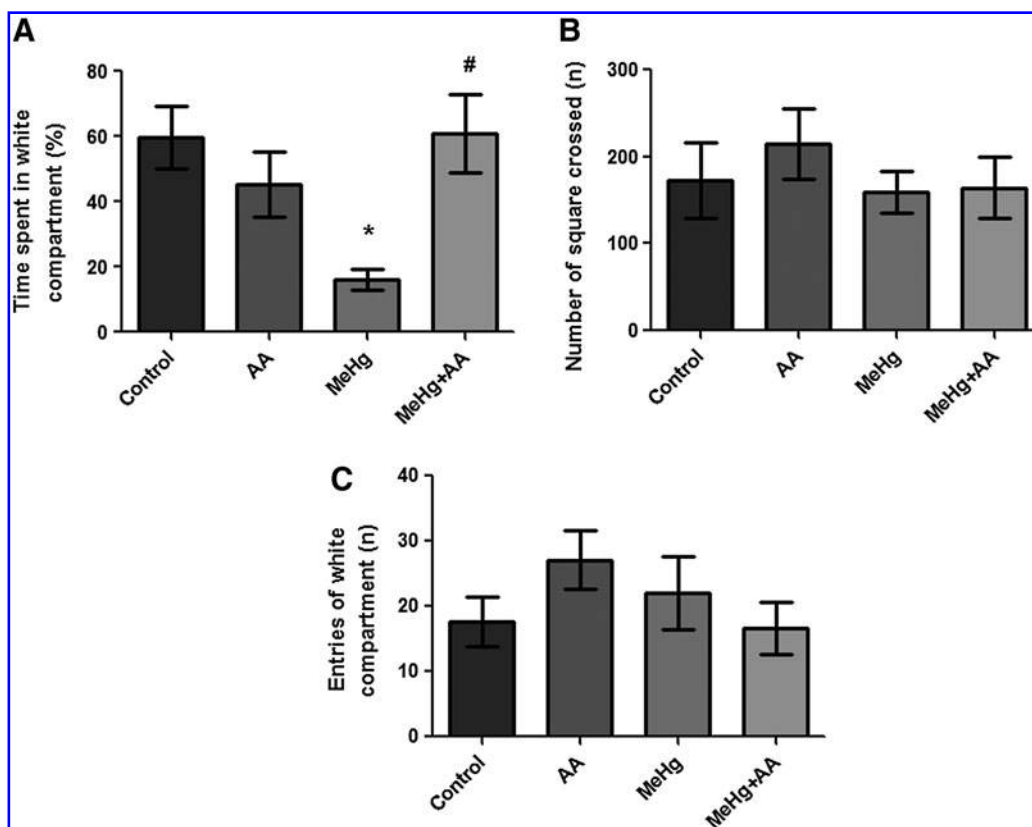 A
Time spent in white
compartment (%)
80
60
40
20
0
*
#
Control
AA
MeHg
MeHg+AA
B
Number of square crossed (n)
300
200
100
0
Control
AA
MeHg
MeHg+AA
C
Entries of white
compartment (n)
40
30
20
10
0
Control
AA
MeHg
MeHg+AA